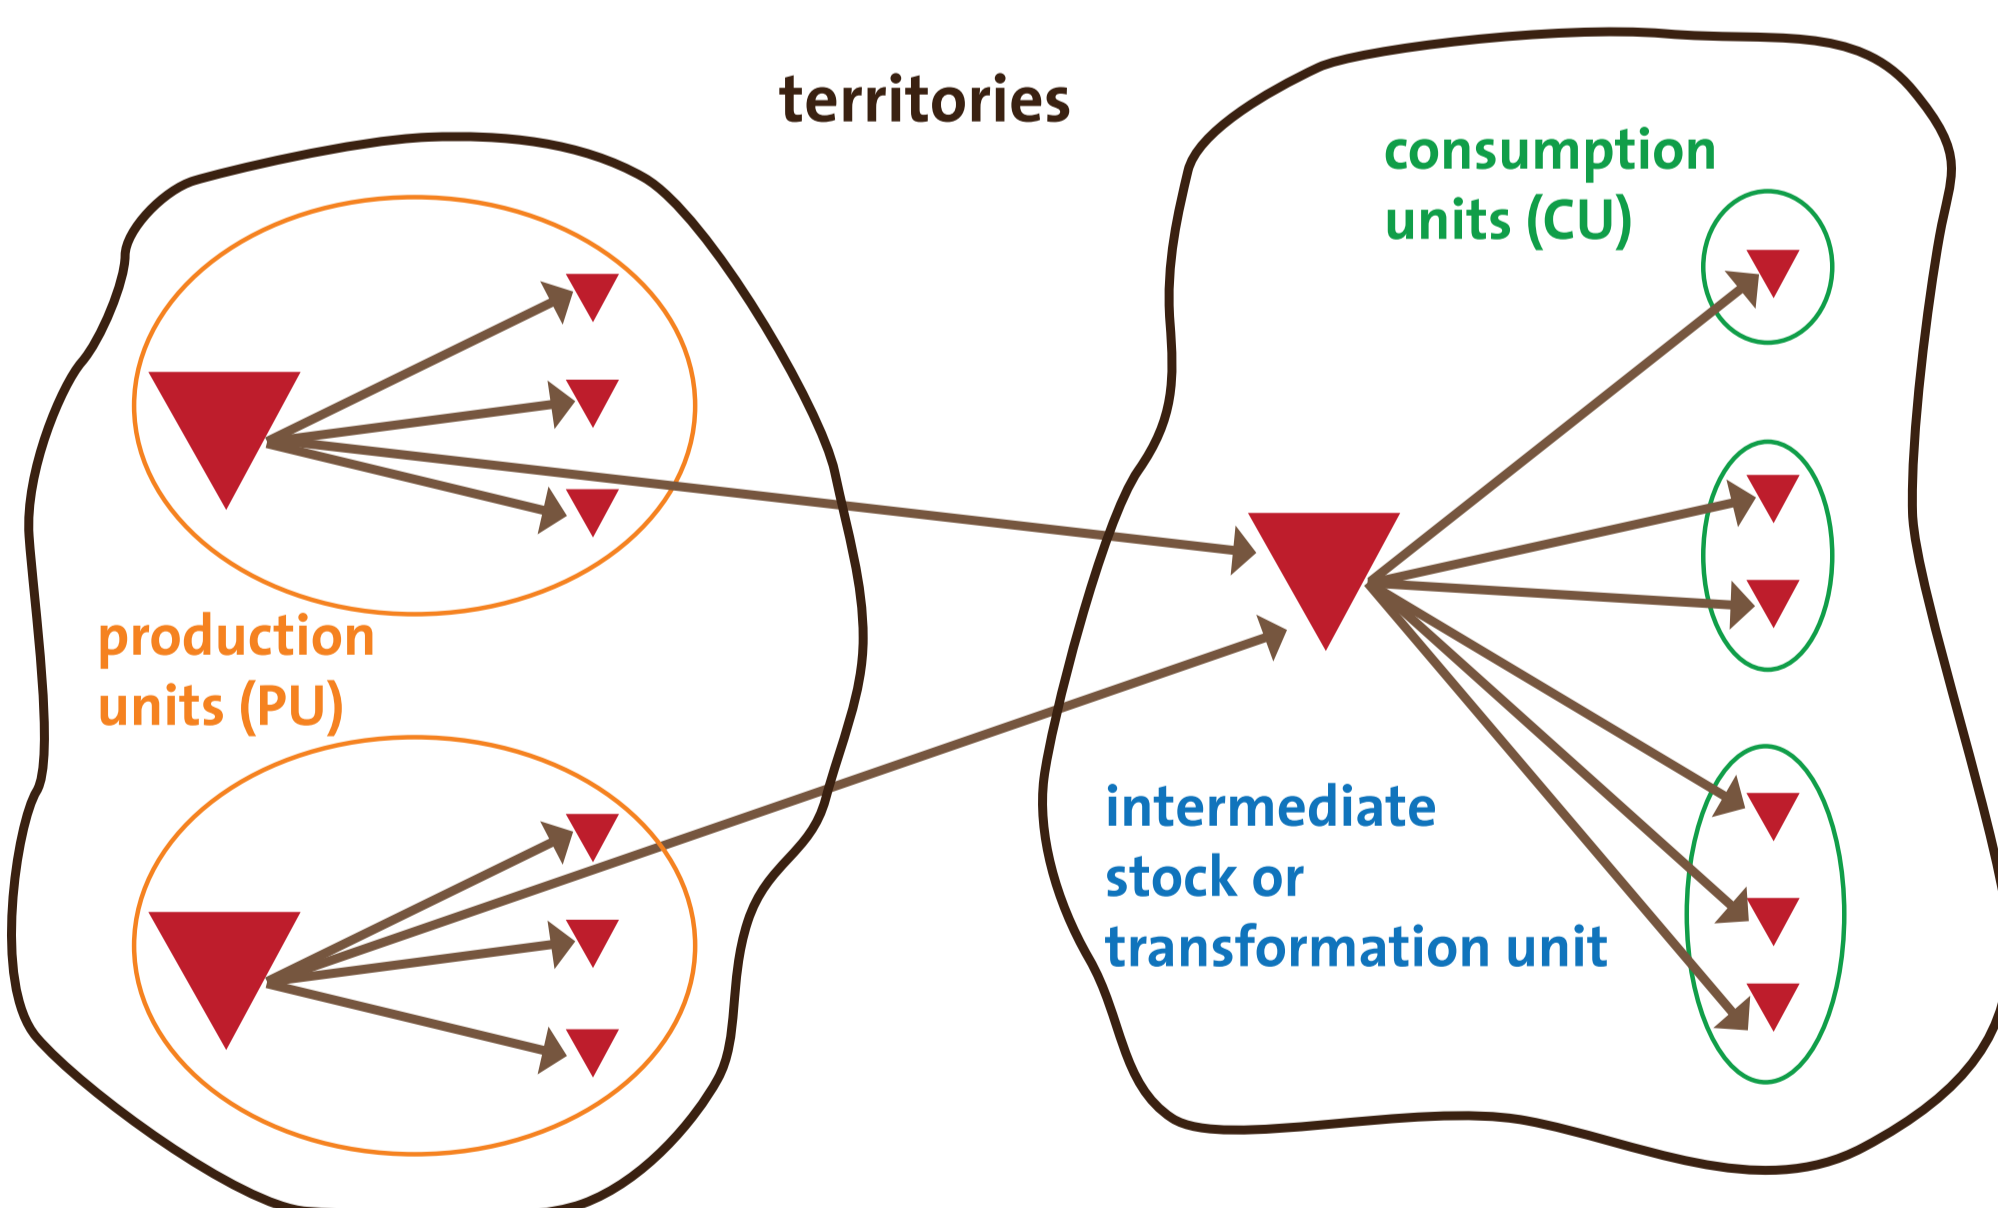 territories
consumption
units (CU)
production
units (PU)
intermediate
stock or
transformation unit